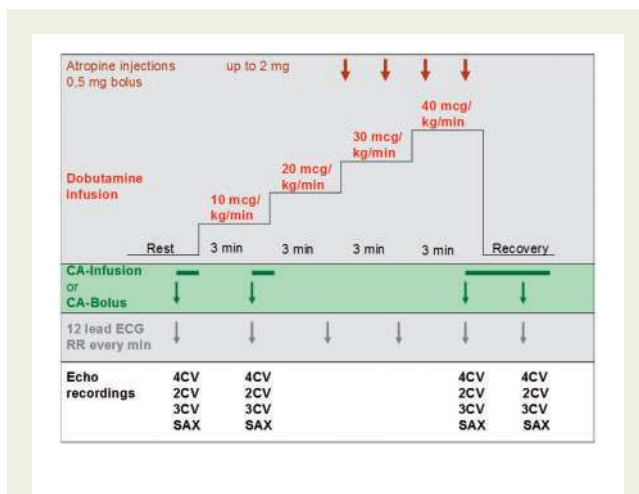 Atropine injections up to 2 mg
0,5 mg bolus
40 mcg/
kg/min
30 mcg/
kg/min
20 mcg/
kg/min
Dobutamine
infusion
10 mcg/
kg/min
Rest 3 min 3 min 3 min 3 min Recovery
CA-Infusion
or
CA-Bolus
12 lead ECG
RR every min
Echo recordings
4CV 4CV 4CV 4CV
2CV 2CV 2CV 2CV
3CV 3CV 3CV 3CV
SAX SAX SAX SAX